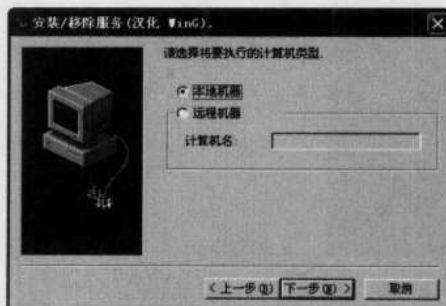 安装/移除服务(汉化 WinG).
请选择将要执行的计算机类型.
本地机器
远程机器
计算机名:
< 上一步(B) 下一步(N) > 取消